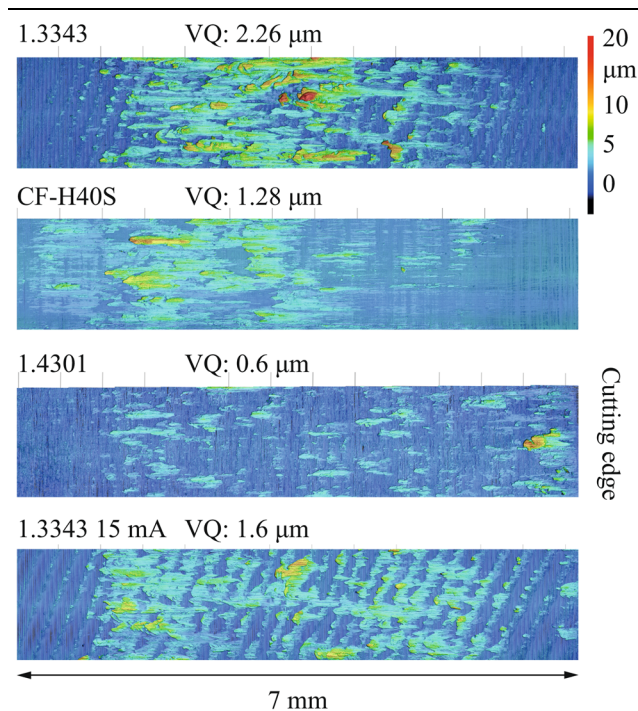 1.3343 VQ: 2.26 µm
20
µm
10
5
0
CF-H40S VQ: 1.28 µm
1.4301 VQ: 0.6 µm
Cutting edge
1.3343 15 mA VQ: 1.6 µm
7 mm